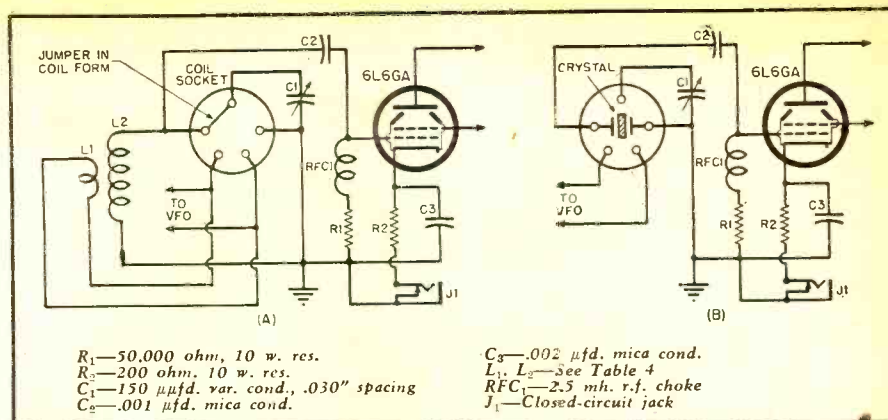 JUMPER IN
COIL FORM
COIL
SOCKET
C2
C1
6L6GA
L2
L1
RFC1
TO
VFO
R1
R2
C3
J1
(A)
CRYSTAL
C2
C1
6L6GA
RFC1
TO
VFO
R1
R2
C3
J1
(B)
R1—50,000 ohm, 10 w. res.
R2—200 ohm. 10 w. res.
C1—150 μμfd. var. cond., .030" spacing
C2—.001 μfd. mica cond.
C3—.002 μfd. mica cond.
L1, L2—See Table 4
RFC1—2.5 mh. r.f. choke
J1—Closed-circuit jack